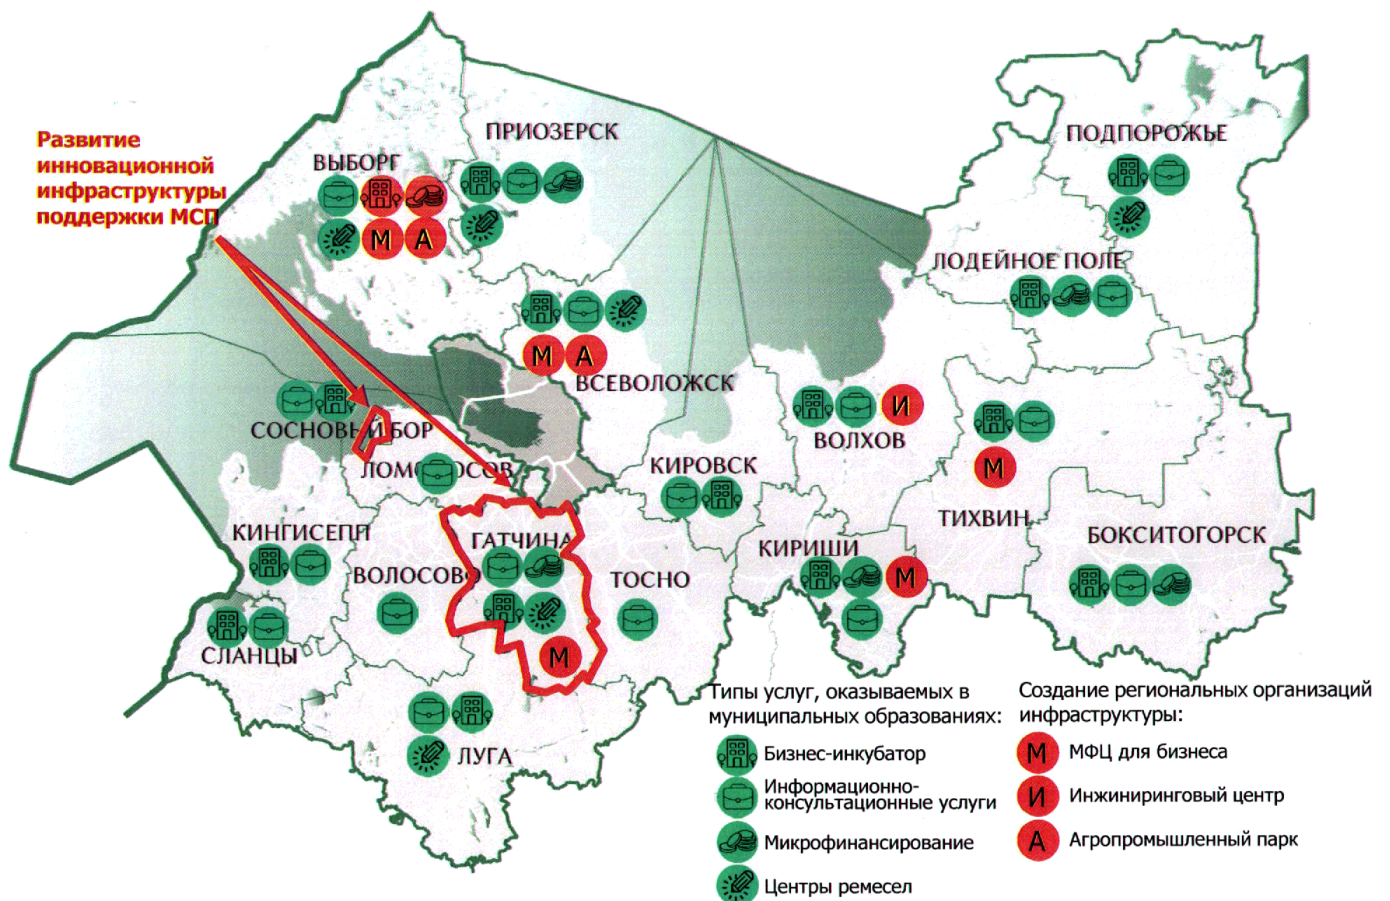 Развитие
инновационной
инфраструктуры
поддержки МСП
ПРИОЗЕРСК
ПОДПОРОЖЬЕ
ВЫБОРГ
М А
ЛОДЕЙНОЕ ПОЛЕ
М А
ВСЕВОЛОЖСК
И
ВОЛХОВ
СОСНОВЫЙ БОР
ЛОМОНОСОВ
КИРОВСК
М
ТИХВИН
КИНГИСЕПП
ГАТЧИНА
КИРИШИ
БОКСИТОГОРСК
ВОЛОСОВО
ТОСНО
М
СЛАНЦЫ
М
ЛУГА
Типы услуг, оказываемых в
муниципальных образованиях:
Бизнес-инкубатор
Информационно-
консультационные услуги
Микрофинансирование
Центры ремесел
Создание региональных организаций
инфраструктуры:
М МФЦ для бизнеса
И Инжиниринговый центр
А Агропромышленный парк